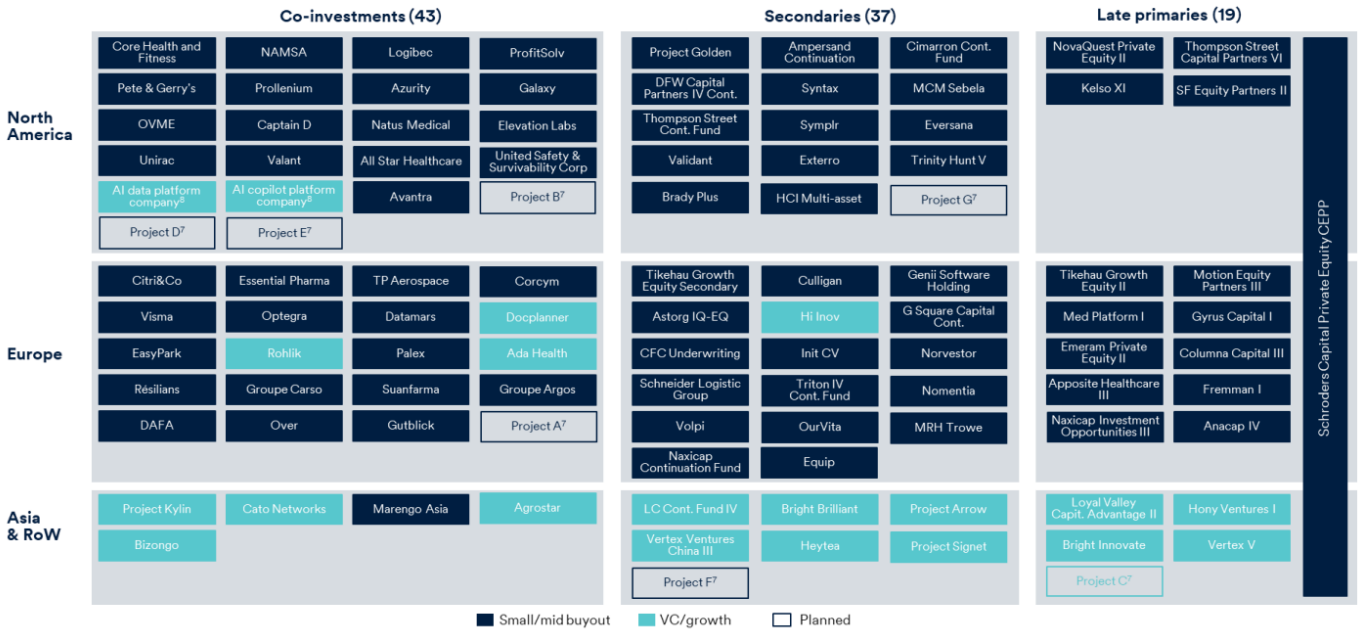 Co-investments (43)
Secondaries (37)
Late primaries (19)
North
America
Core Health and
Fitness
NAMSA
Logibec
ProfitSolv
Pete & Gerry's
Prollenium
Azurity
Galaxy
OVME
Captain D
Natus Medical
Elevation Labs
Unirac
Valant
All Star Healthcare
United Safety &
Survivability Corp
AI data platform
company⁸
AI copilot platform
company⁸
Avantra
Project B⁷
Project D⁷
Project E⁷
Project Golden
Ampersand
Continuation
Cimarron Cont.
Fund
DFW Capital
Partners IV Cont.
Syntax
MCM Sebela
Thompson Street
Cont. Fund
Symplr
Eversana
Validant
Exterro
Trinity Hunt V
Brady Plus
HCI Multi-asset
Project G⁷
NovaQuest Private
Equity II
Thompson Street
Capital Partners VI
Kelso XI
SF Equity Partners II
Europe
Citri&Co
Essential Pharma
TP Aerospace
Corcym
Visma
Optegra
Datamars
Docplanner
EasyPark
Rohlik
Palex
Ada Health
Résilians
Groupe Carso
Suanfarma
Groupe Argos
DAFA
Over
Gutblick
Project A⁷
Tikehau Growth
Equity Secondary
Culligan
Genii Software
Holding
Astorg IQ-EQ
Hi Inov
G Square Capital
Cont.
CFC Underwriting
Init CV
Norvestor
Schneider Logistic
Group
Triton IV
Cont. Fund
Nomentia
Volpi
OurVita
MRH Trowe
Naxicap
Continuation Fund
Equip
Tikehau Growth
Equity II
Motion Equity
Partners III
Med Platform I
Gyrus Capital I
Emeram Private
Equity II
Columna Capital III
Apposite Healthcare
III
Fremman I
Naxicap Investment
Opportunities III
Anacap IV
Asia
& RoW
Project Kylin
Cato Networks
Marengo Asia
Agrostar
Bizongo
LC Cont. Fund IV
Bright Brilliant
Project Arrow
Vertex Ventures
China III
Heytea
Project Signet
Project F⁷
Loyal Valley
Capit. Advantage II
Hony Ventures I
Bright Innovate
Vertex V
Project C⁷
Schroders Capital Private Equity CEPP
Small/mid buyout
VC/growth
Planned